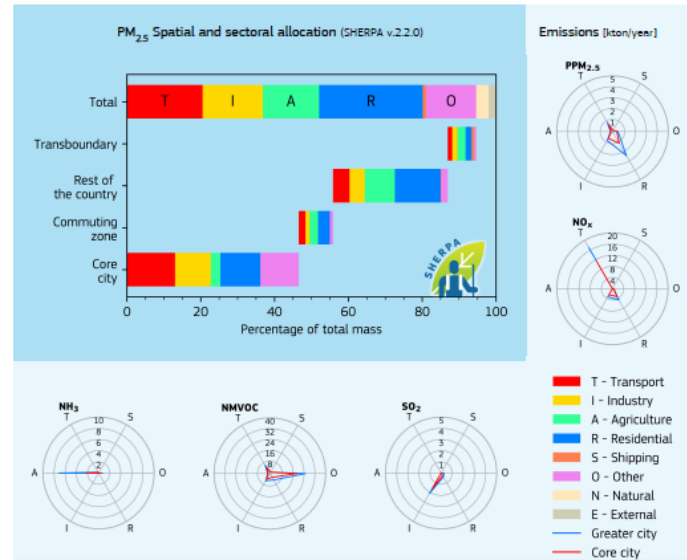 PM2.5 Spatial and sectoral allocation (SHERPA v.2.2.0)
Total
T I A R O
Transboundary
Rest of
the country
Commuting
zone
Core
city
SHERPA
0 20 40 60 80 100
Percentage of total mass
Emissions [kton/year]
PPM2.5
T S
5
4
3
2
1
A O
I R
NOx
T S
20
16
12
8
4
A O
I R
NH3
T S
10
8
6
4
2
A O
I R
NMVOC
T S
40
32
24
16
8
A O
I R
SO2
T S
5
4
3
2
1
A O
I R
T - Transport
I - Industry
A - Agriculture
R - Residential
S - Shipping
O - Other
N - Natural
E - External
Greater city
Core city